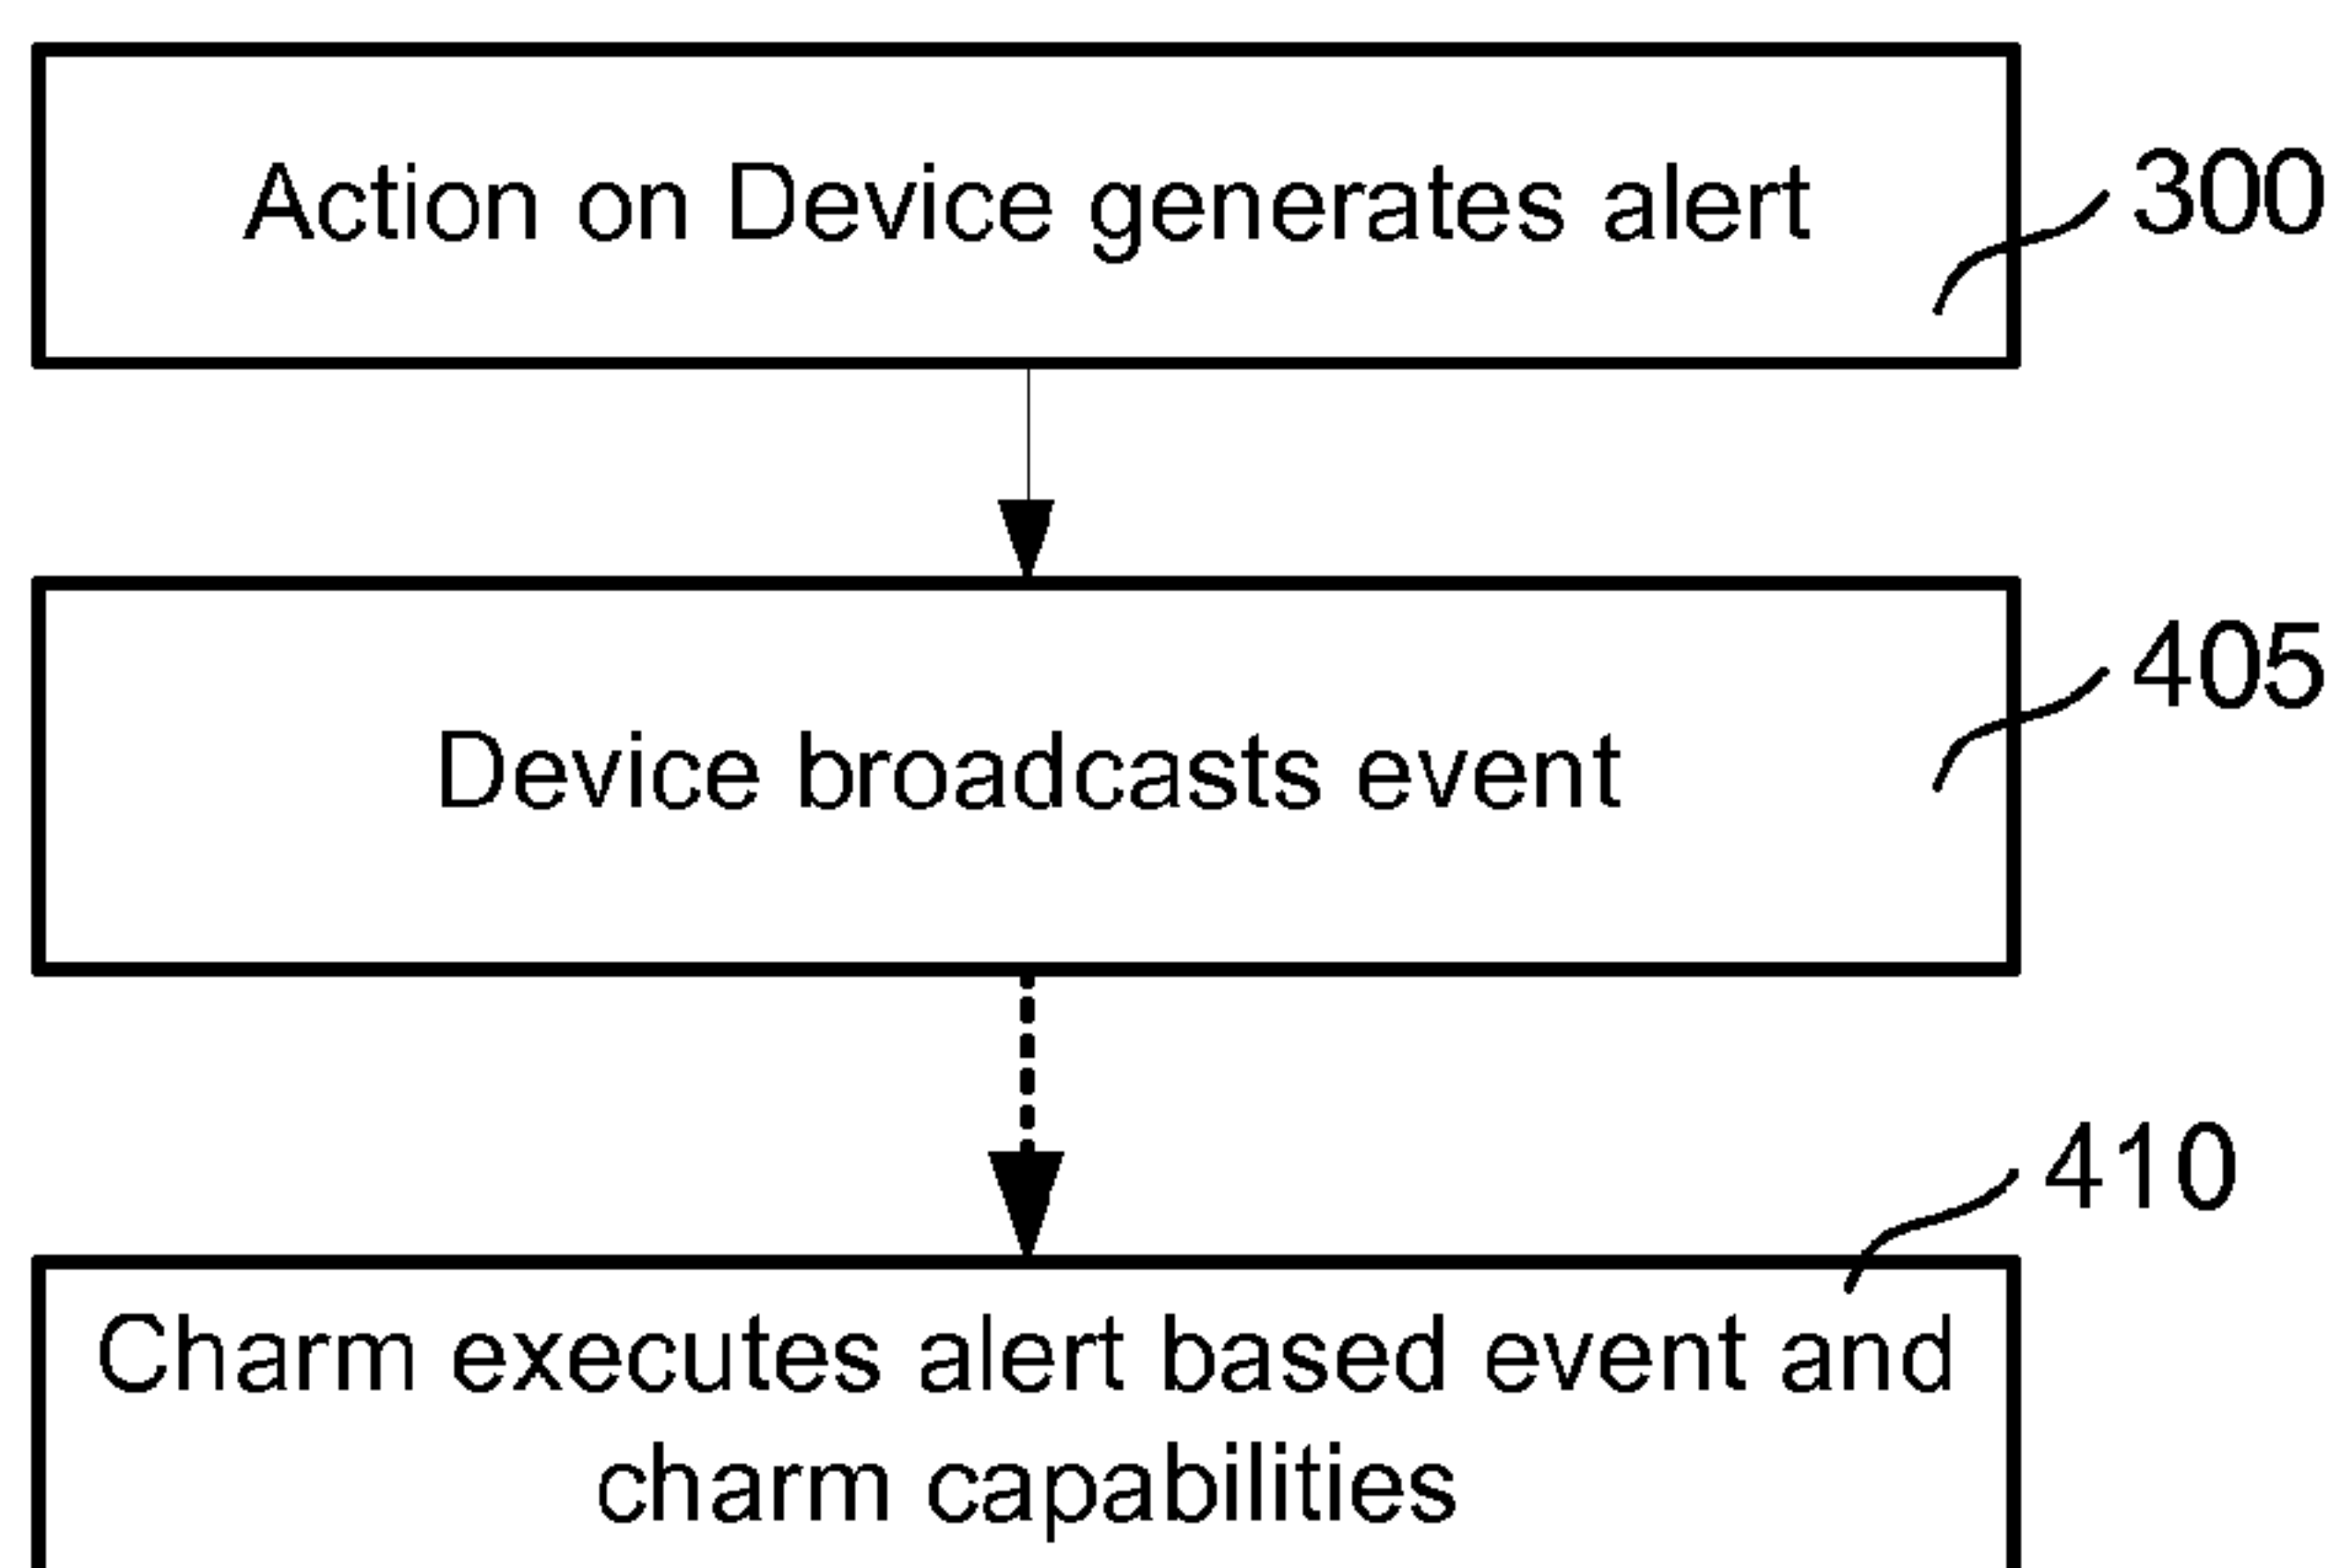 Action on Device generates alert
300
405
Device broadcasts event
410
Charm executes alert based event and
charm capabilities